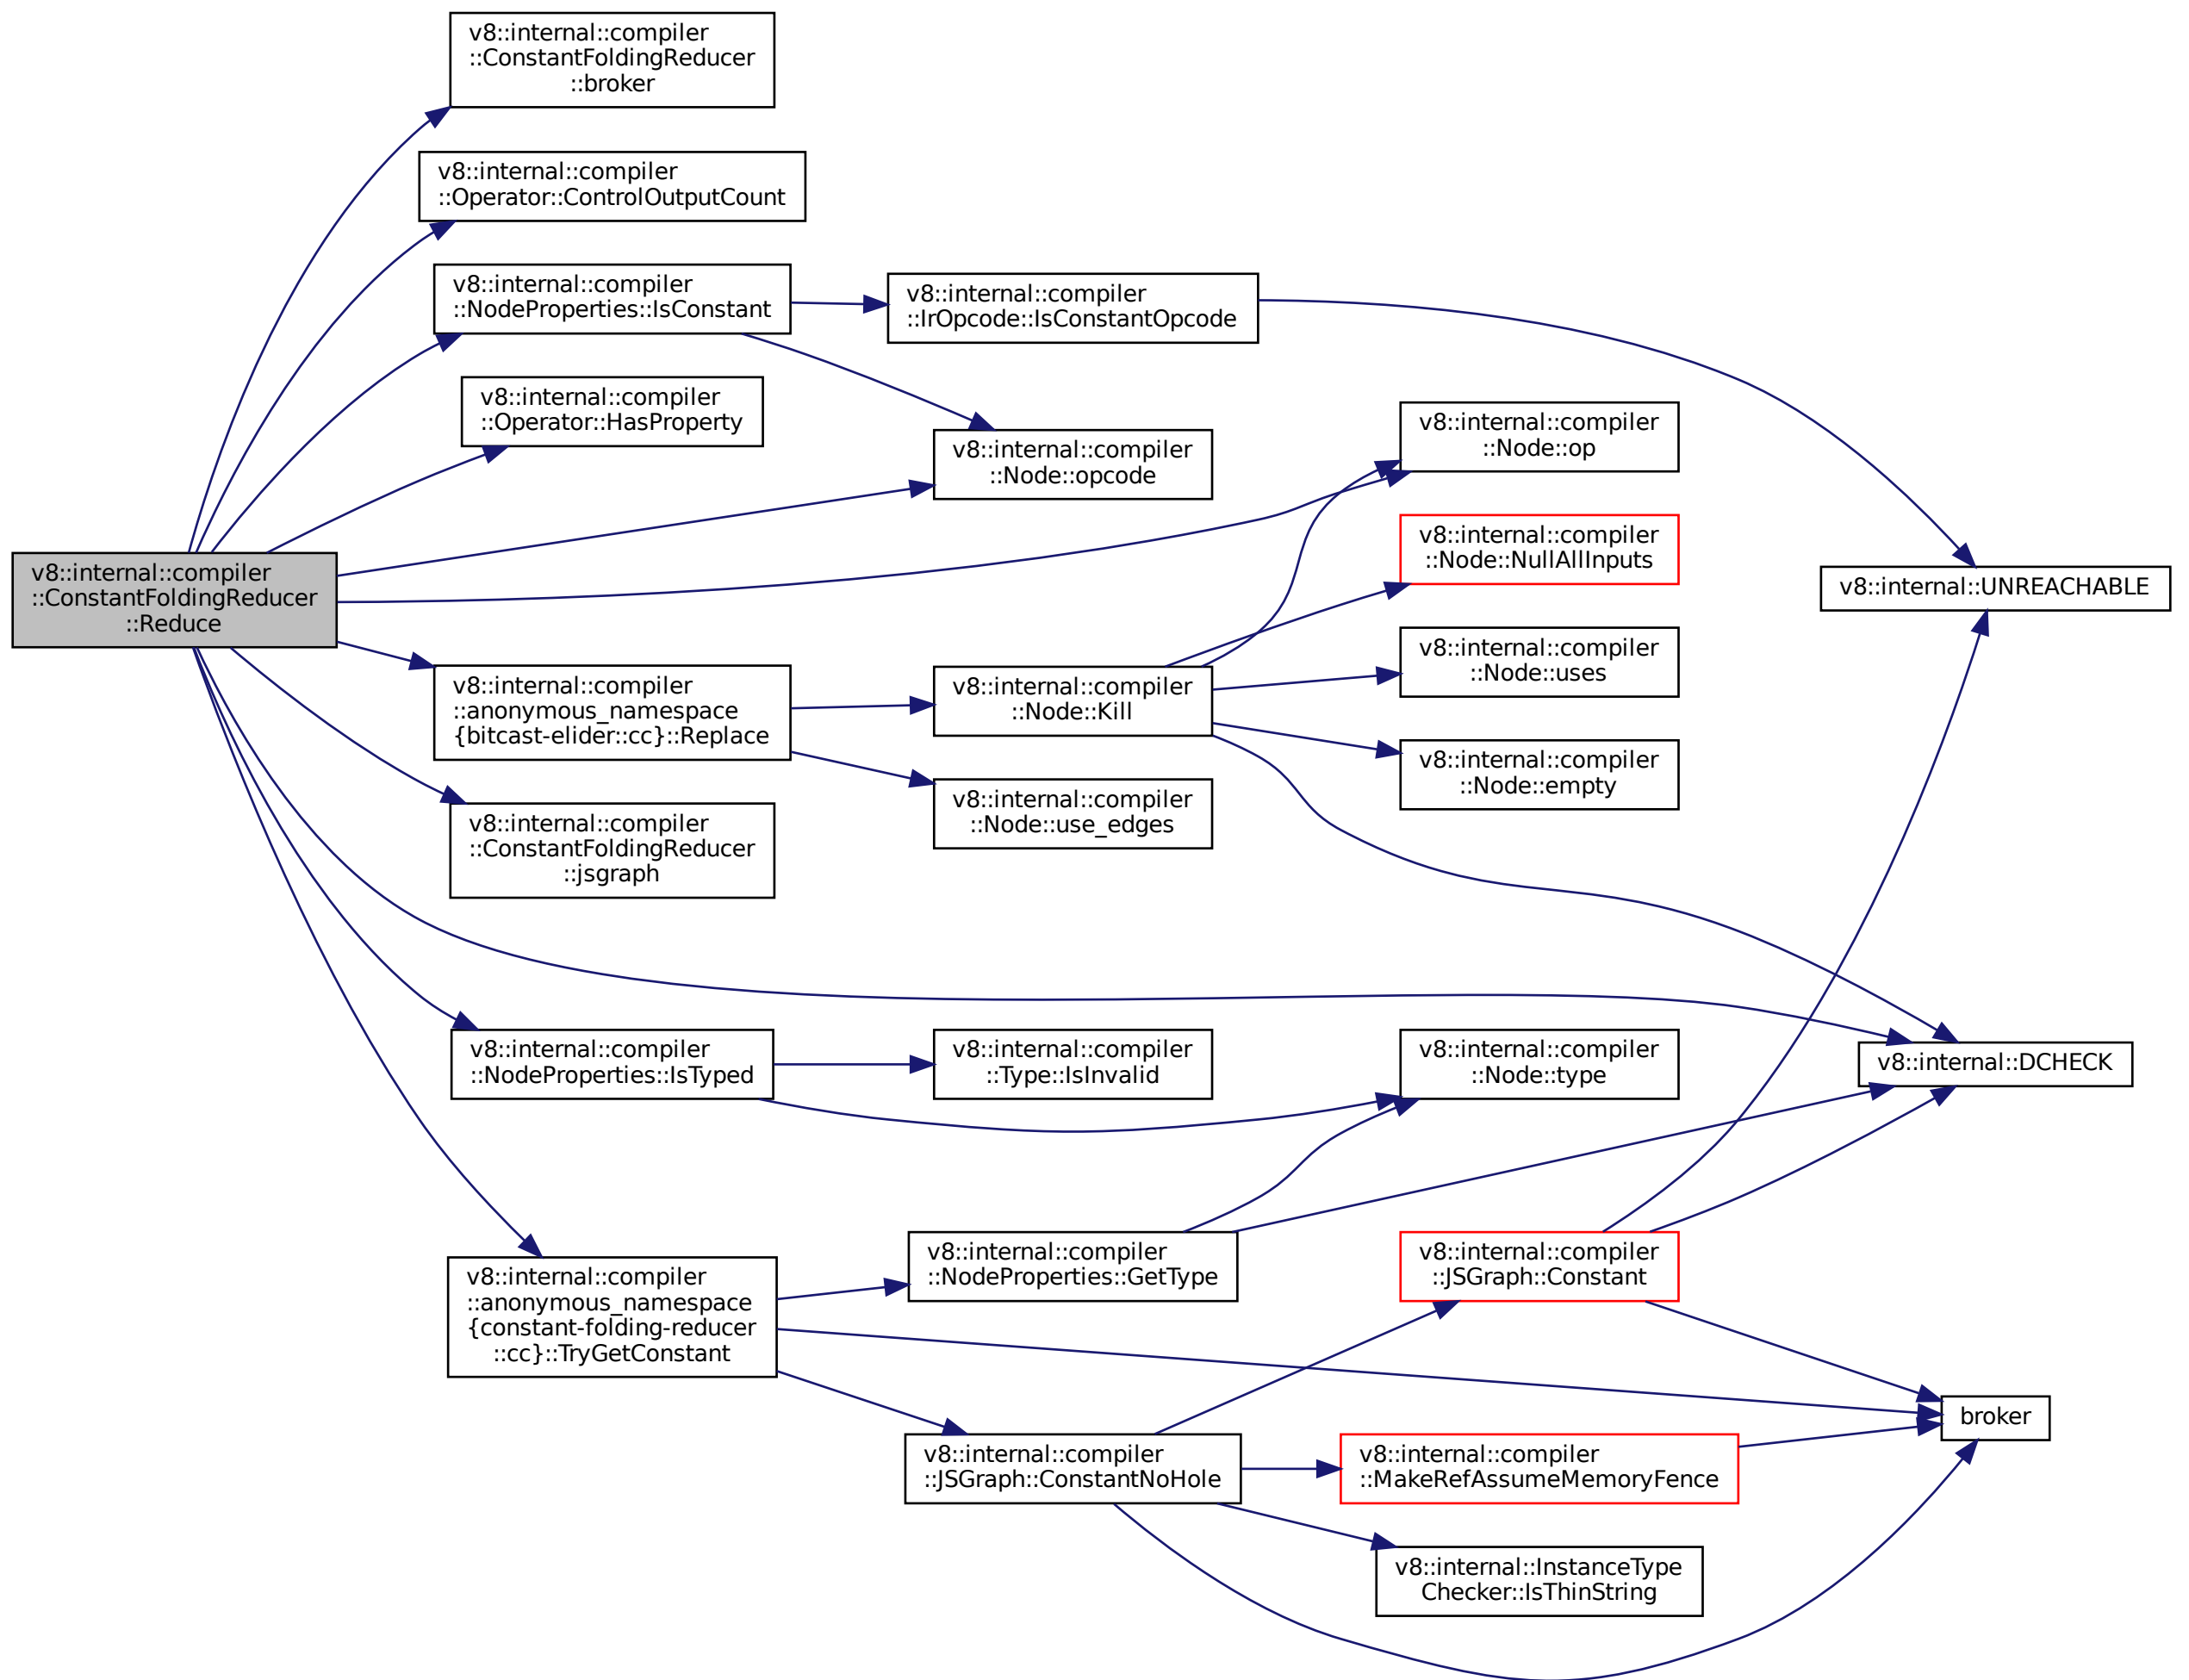 v8::internal::compiler
::ConstantFoldingReducer
::broker
v8::internal::compiler
::Operator::ControlOutputCount
v8::internal::compiler
::NodeProperties::IsConstant
v8::internal::compiler
::IrOpcode::IsConstantOpcode
v8::internal::compiler
::Operator::HasProperty
v8::internal::compiler
::Node::op
v8::internal::compiler
::Node::opcode
v8::internal::compiler
::Node::NullAllInputs
v8::internal::compiler
::ConstantFoldingReducer
::Reduce
v8::internal::UNREACHABLE
v8::internal::compiler
::Node::uses
v8::internal::compiler
::anonymous_namespace
{bitcast-elider::cc}::Replace
v8::internal::compiler
::Node::Kill
v8::internal::compiler
::Node::empty
v8::internal::compiler
::Node::use_edges
v8::internal::compiler
::ConstantFoldingReducer
::jsgraph
v8::internal::compiler
::NodeProperties::IsTyped
v8::internal::compiler
::Type::IsInvalid
v8::internal::compiler
::Node::type
v8::internal::DCHECK
v8::internal::compiler
::NodeProperties::GetType
v8::internal::compiler
::JSGraph::Constant
v8::internal::compiler
::anonymous_namespace
{constant-folding-reducer
::cc}::TryGetConstant
broker
v8::internal::compiler
::JSGraph::ConstantNoHole
v8::internal::compiler
::MakeRefAssumeMemoryFence
v8::internal::InstanceType
Checker::IsThinString